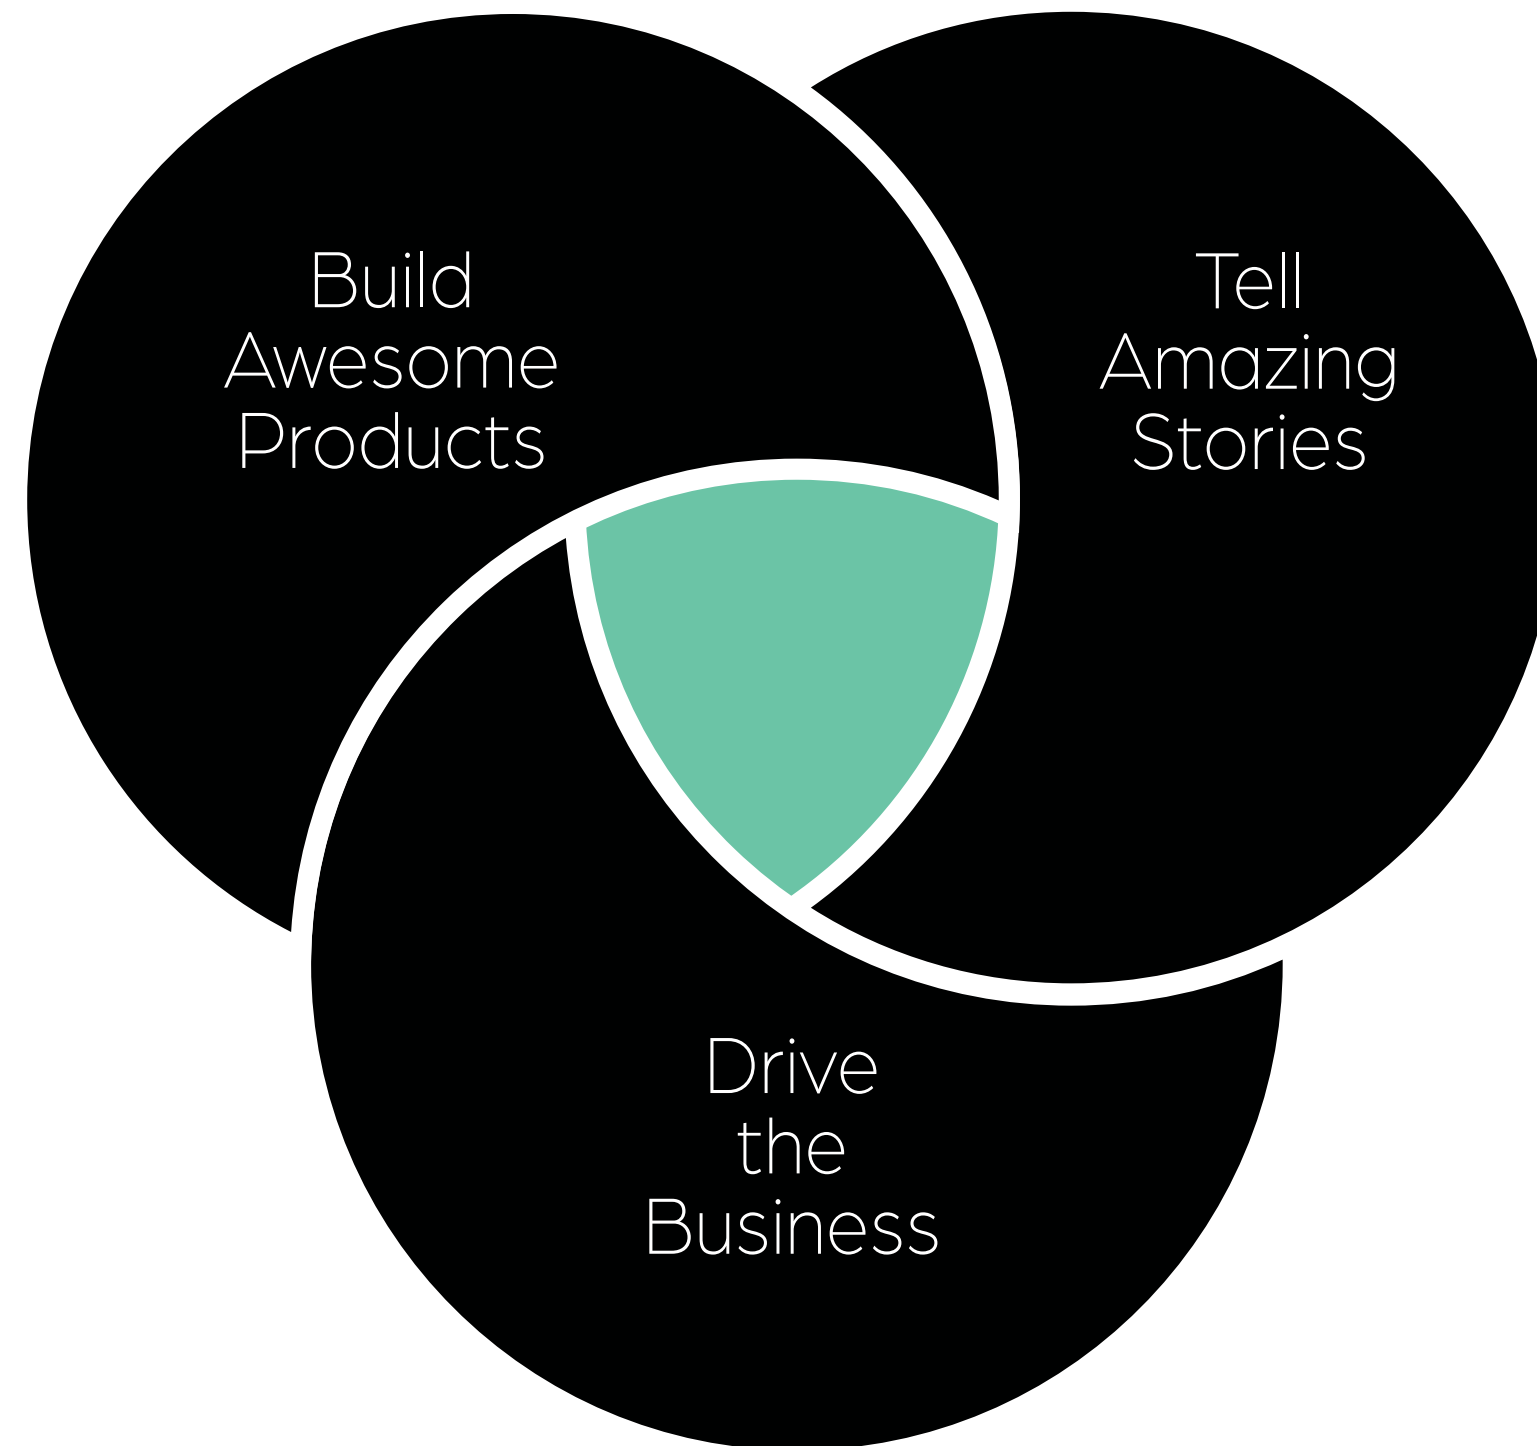 Build
Awesome
Products
Tell
Amazing
Stories
Drive
the
Business